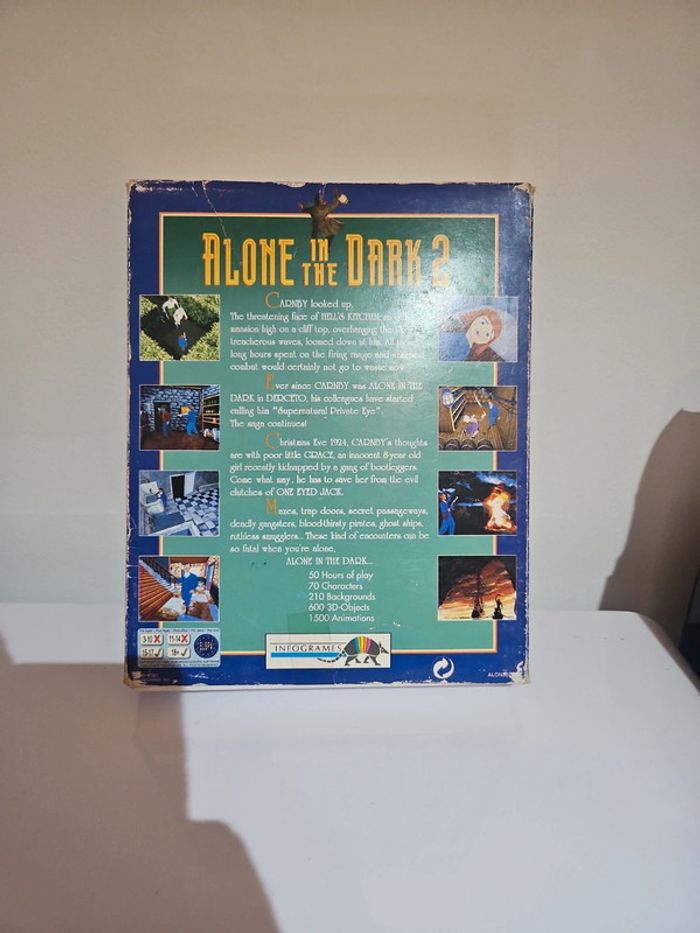 ALONE IN THE DARK 2
CARNBY looked up.
The threatening face of HELL'S KITCHEN,
mansion high on a cliff top, overhanging the
treacherous waves, loomed down at him. All
long hours spent on the firing range and
combat would certainly not go to waste now.
Ever since CARNBY was ALONE IN THE
DARK in DERCETO, his colleagues have started
calling him "Supernatural Private Eye".
The saga continues!
Christmas Eve 1924, CARNBY's thoughts
are with poor little GRACE, an innocent 8 year old
girl recently kidnapped by a gang of bootleggers.
Come what may, he has to save her from the evil
clutches of ONE EYED JACK.
Mazes, trap doors, secret passageways,
deadly gangsters, bloodthirsty pirates, ghost ships,
ruthless smugglers... These kind of encounters can be
so fatal when you're alone,
ALONE IN THE DARK...
50 Hours of play
70 Characters
210 Backgrounds
600 3D-Objects
1500 Animations
3-10 X 11-14 X
15-17 ✓ 18+ ✓
ELSPA
INFOGRAMES